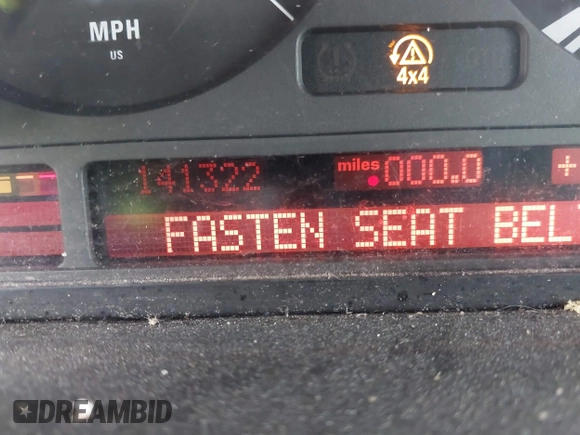 MPH
US
4x4
141322 miles 000.0 +
FASTEN SEAT BEL
DREAMBID